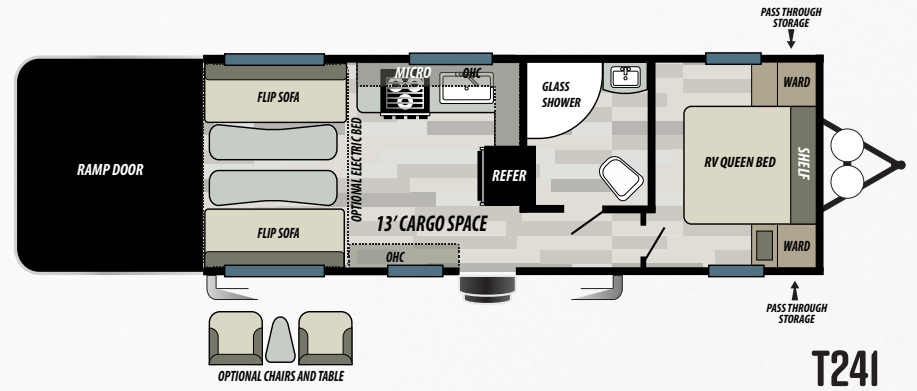 PASS THROUGH
STORAGE
MICRO
OHC
GLASS
SHOWER
WARD
FLIP SOFA
RAMP DOOR
OPTIONAL ELECTRIC BED
REFER
RV QUEEN BED
SHELF
13' CARGO SPACE
FLIP SOFA
OHC
WARD
PASS THROUGH
STORAGE
OPTIONAL CHAIRS AND TABLE
T241